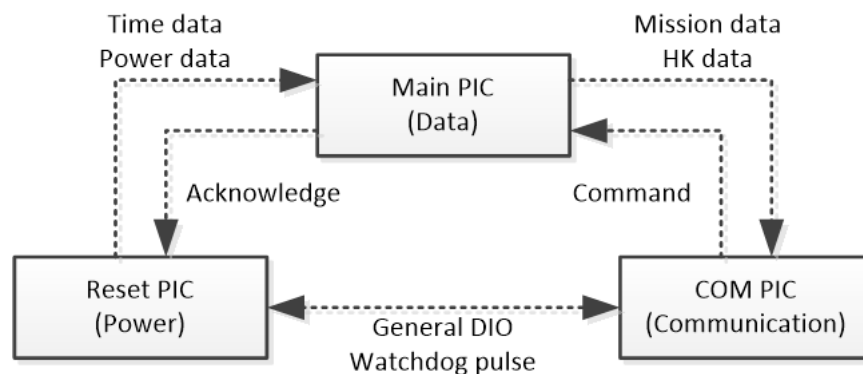 Time data
Power data
Mission data
HK data
Main PIC
(Data)
Acknowledge
Command
Reset PIC
(Power)
COM PIC
(Communication)
General DIO
Watchdog pulse